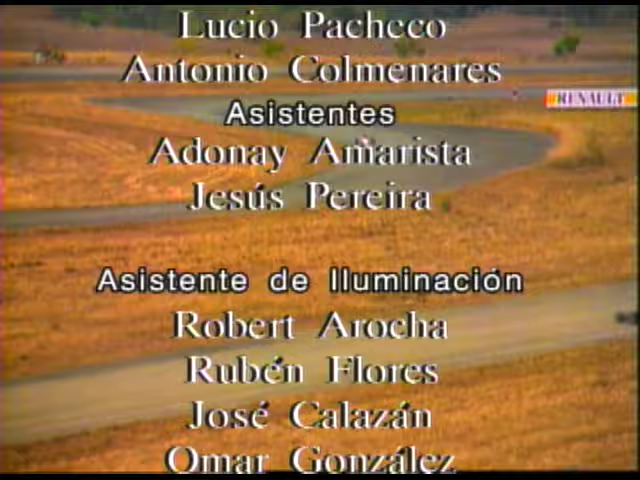 Lucio Pacheco
Antonio Colmenares
RENAULT
Asistentes
Adonay Amarista
Jesús Pereira
Asistente de Iluminación
Robert Arocha
Rubén Flores
José Calazán
Omar González